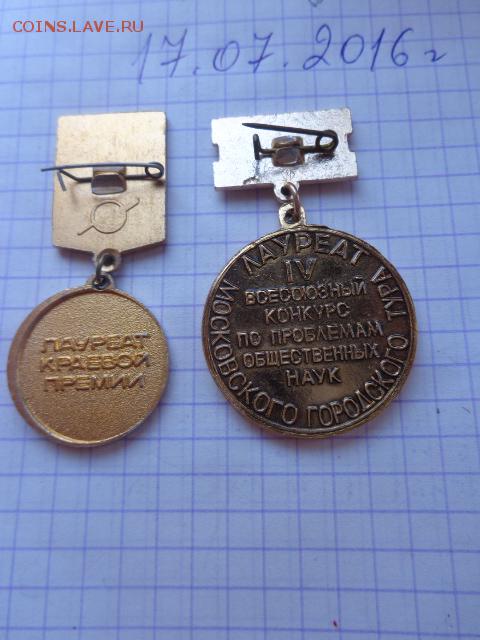 COINS.LAVE.RU
17.07.2016г
ЛАУРЕАТ
КРАЕВОЙ
ПРЕМИИ
ЛАУРЕАТ
МОСКОВСКОГО ГОРОДСКОГО ТУРА
IV
ВСЕСОЮЗНЫЙ
КОНКУРС
ПО ПРОБЛЕМАМ
ОБЩЕСТВЕННЫХ
НАУК